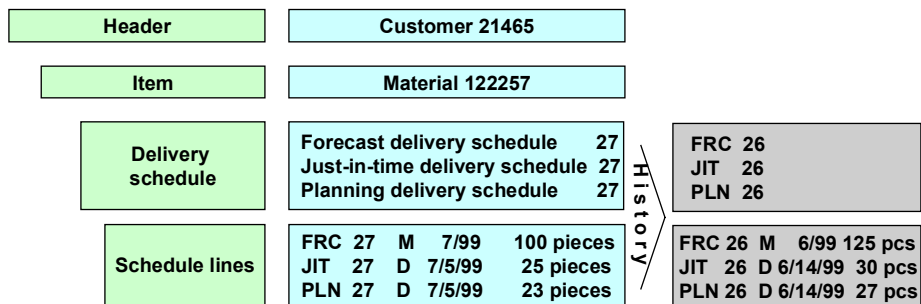 Header
Customer 21465
Item
Material 122257
Delivery
schedule
Forecast delivery schedule 27
Just-in-time delivery schedule 27
Planning delivery schedule 27
History
FRC 26
JIT 26
PLN 26
Schedule lines
FRC 27 M 7/99 100 pieces
JIT 27 D 7/5/99 25 pieces
PLN 27 D 7/5/99 23 pieces
FRC 26 M 6/99 125 pcs
JIT 26 D 6/14/99 30 pcs
PLN 26 D 6/14/99 27 pcs